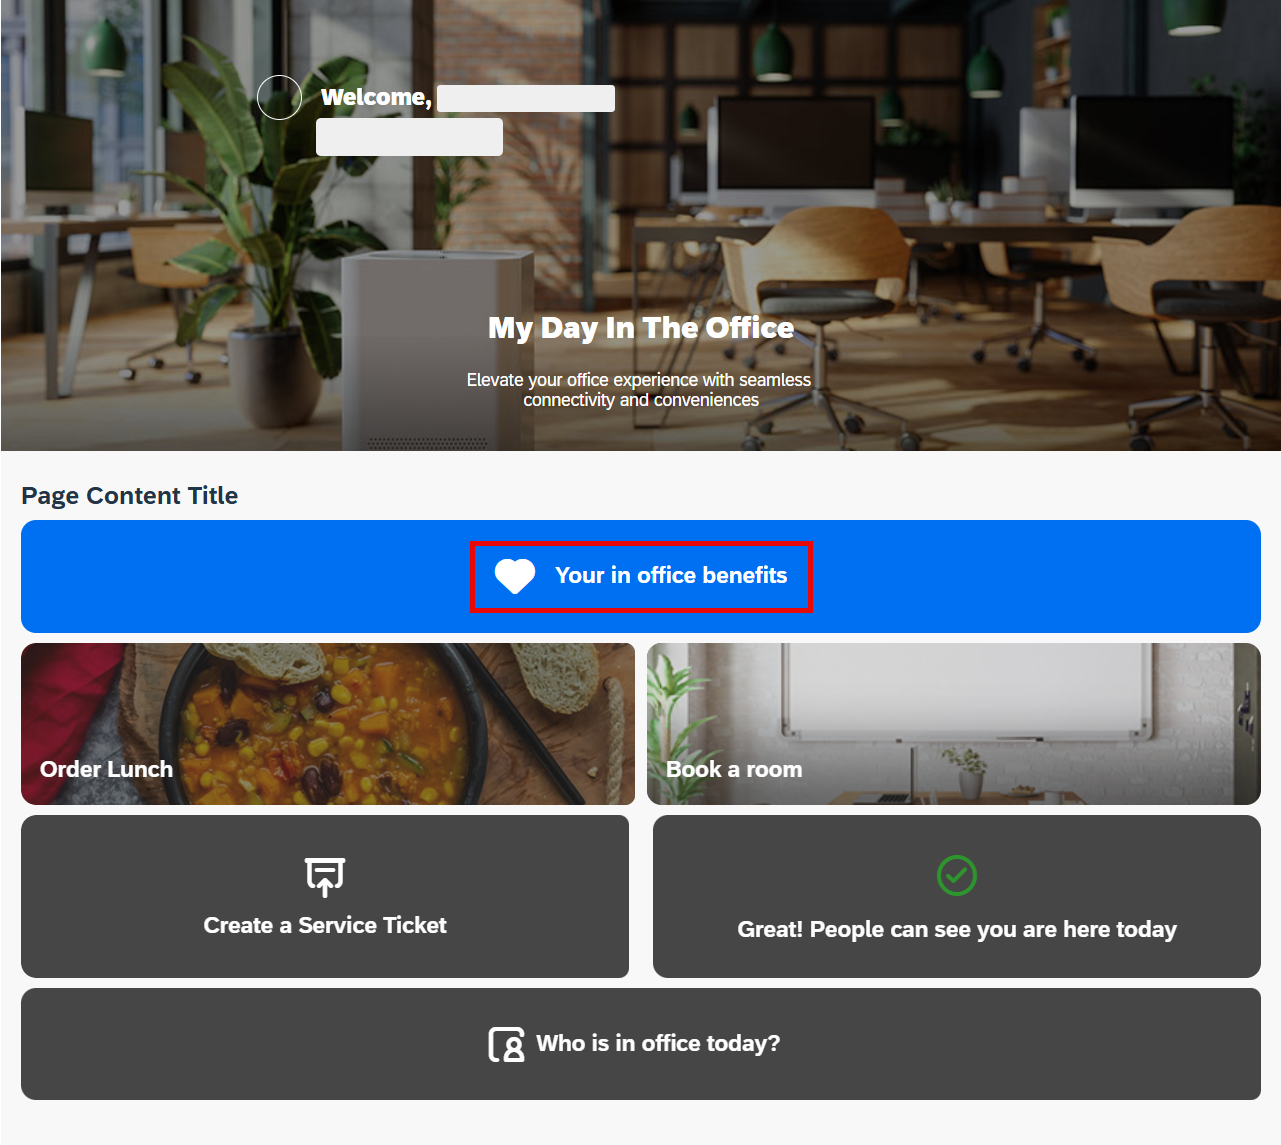 Welcome,
My Day In The Office
Elevate your office experience with seamless
connectivity and conveniences
Page Content Title
Your in office benefits
Order Lunch
Book a room
Create a Service Ticket
Great! People can see you are here today
Who is in office today?